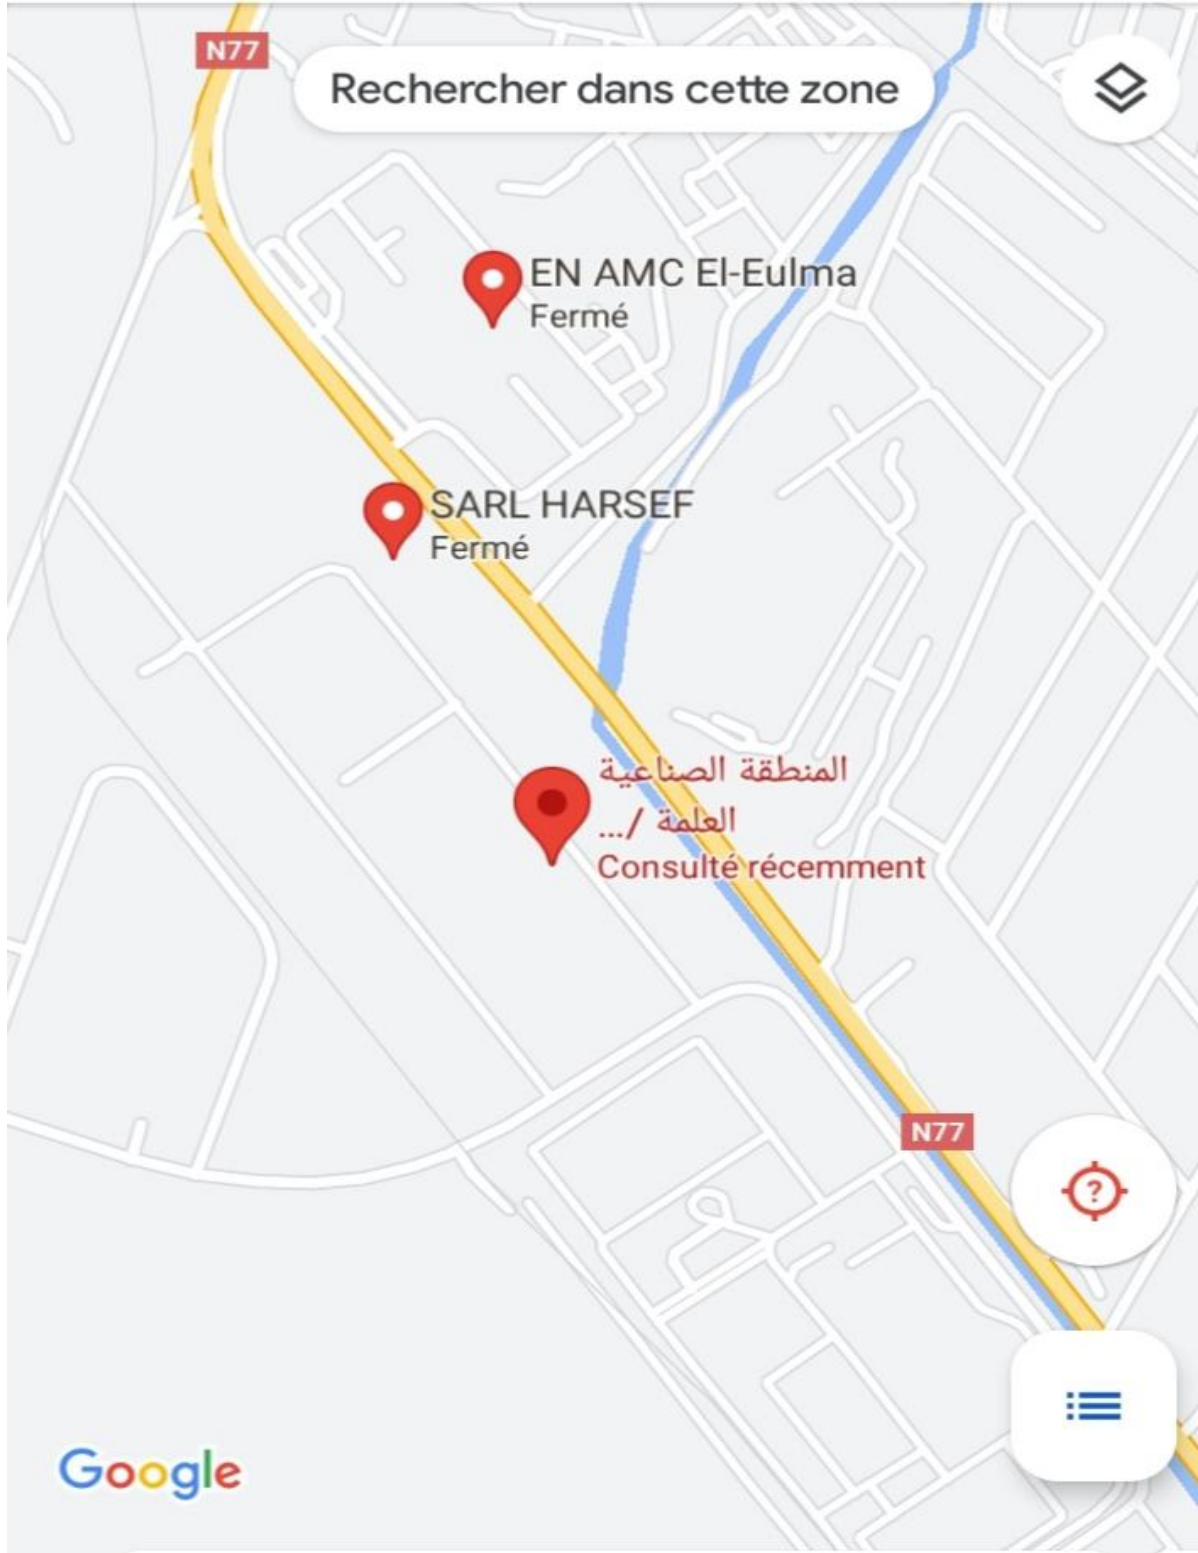 N77
Rechercher dans cette zone
EN AMC El-Eulma
Fermé
SARL HARSEF
Fermé
المنطقة الصناعية
العلمة /...
Consulté récemment
N77
?
Google